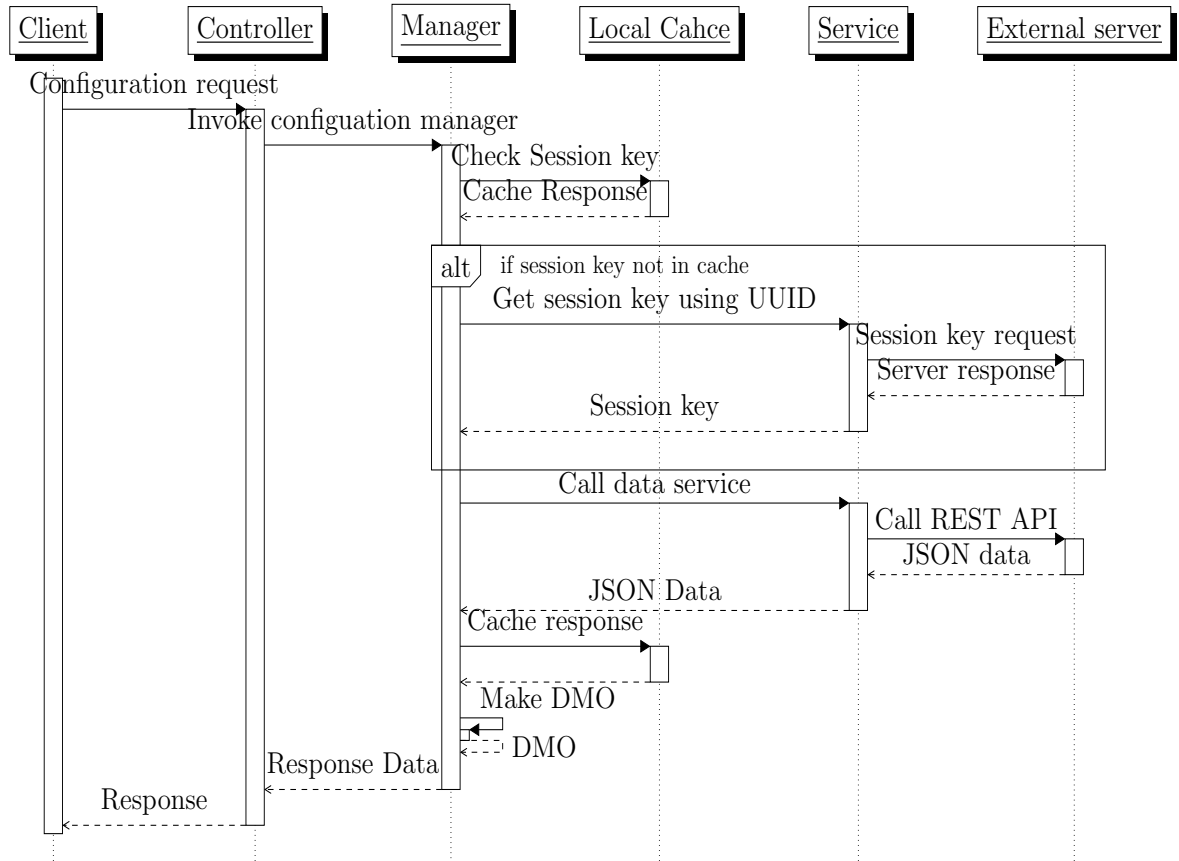 Client
Controller
Manager
Local Cahce
Service
External server
Configuration request
Invoke configuation manager
Check Session key
Cache Response
alt
if session key not in cache
Get session key using UUID
Session key request
Server response
Session key
Call data service
Call REST API
JSON data
JSON Data
Cache response
Make DMO
DMO
Response Data
Response